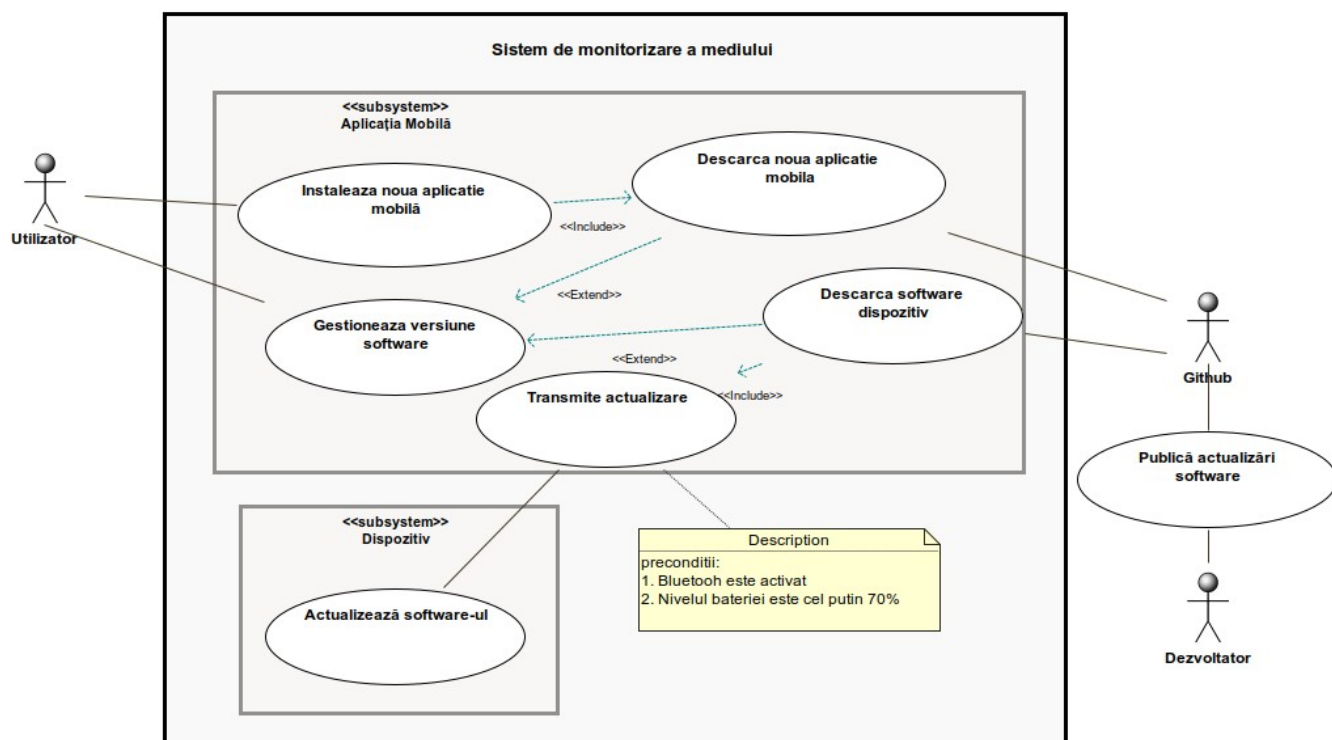 Sistem de monitorizare a mediului
<<subsystem>>
Aplicația Mobilă
Descarca noua aplicatie
mobila
Instaleaza noua aplicatie
mobilă
<<Include>>
Utilizator
<<Extend>>
Descarca software
dispozitiv
Gestioneaza versiune
software
<<Extend>>
Github
Transmite actualizare
<<Include>>
Publică actualizări
software
<<subsystem>>
Dispozitiv
Description
preconditii:
1. Bluetooh este activat
2. Nivelul bateriei este cel putin 70%
Actualizează software-ul
Dezvoltator